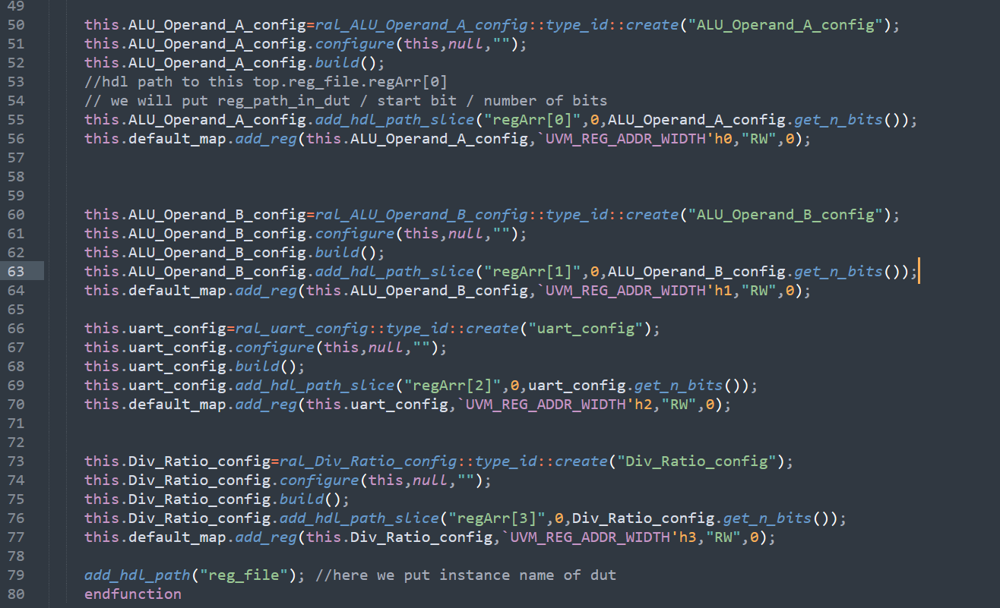 49
50 this.ALU_Operand_A_config=ral_ALU_Operand_A_config::type_id::create("ALU_Operand_A_config");
51 this.ALU_Operand_A_config.configure(this,null,"");
52 this.ALU_Operand_A_config.build();
53 //hdl path to this top.reg_file.regArr[0]
54 // we will put reg_path_in_dut / start bit / number of bits
55 this.ALU_Operand_A_config.add_hdl_path_slice("regArr[0]",0,ALU_Operand_A_config.get_n_bits());
56 this.default_map.add_reg(this.ALU_Operand_A_config,`UVM_REG_ADDR_WIDTH'h0,"RW",0);
57
58
59
60 this.ALU_Operand_B_config=ral_ALU_Operand_B_config::type_id::create("ALU_Operand_B_config");
61 this.ALU_Operand_B_config.configure(this,null,"");
62 this.ALU_Operand_B_config.build();
63 this.ALU_Operand_B_config.add_hdl_path_slice("regArr[1]",0,ALU_Operand_B_config.get_n_bits());
64 this.default_map.add_reg(this.ALU_Operand_B_config,`UVM_REG_ADDR_WIDTH'h1,"RW",0);
65
66 this.uart_config=ral_uart_config::type_id::create("uart_config");
67 this.uart_config.configure(this,null,"");
68 this.uart_config.build();
69 this.uart_config.add_hdl_path_slice("regArr[2]",0,uart_config.get_n_bits());
70 this.default_map.add_reg(this.uart_config,`UVM_REG_ADDR_WIDTH'h2,"RW",0);
71
72
73 this.Div_Ratio_config=ral_Div_Ratio_config::type_id::create("Div_Ratio_config");
74 this.Div_Ratio_config.configure(this,null,"");
75 this.Div_Ratio_config.build();
76 this.Div_Ratio_config.add_hdl_path_slice("regArr[3]",0,Div_Ratio_config.get_n_bits());
77 this.default_map.add_reg(this.Div_Ratio_config,`UVM_REG_ADDR_WIDTH'h3,"RW",0);
78
79 add_hdl_path("reg_file"); //here we put instance name of dut
80 endfunction